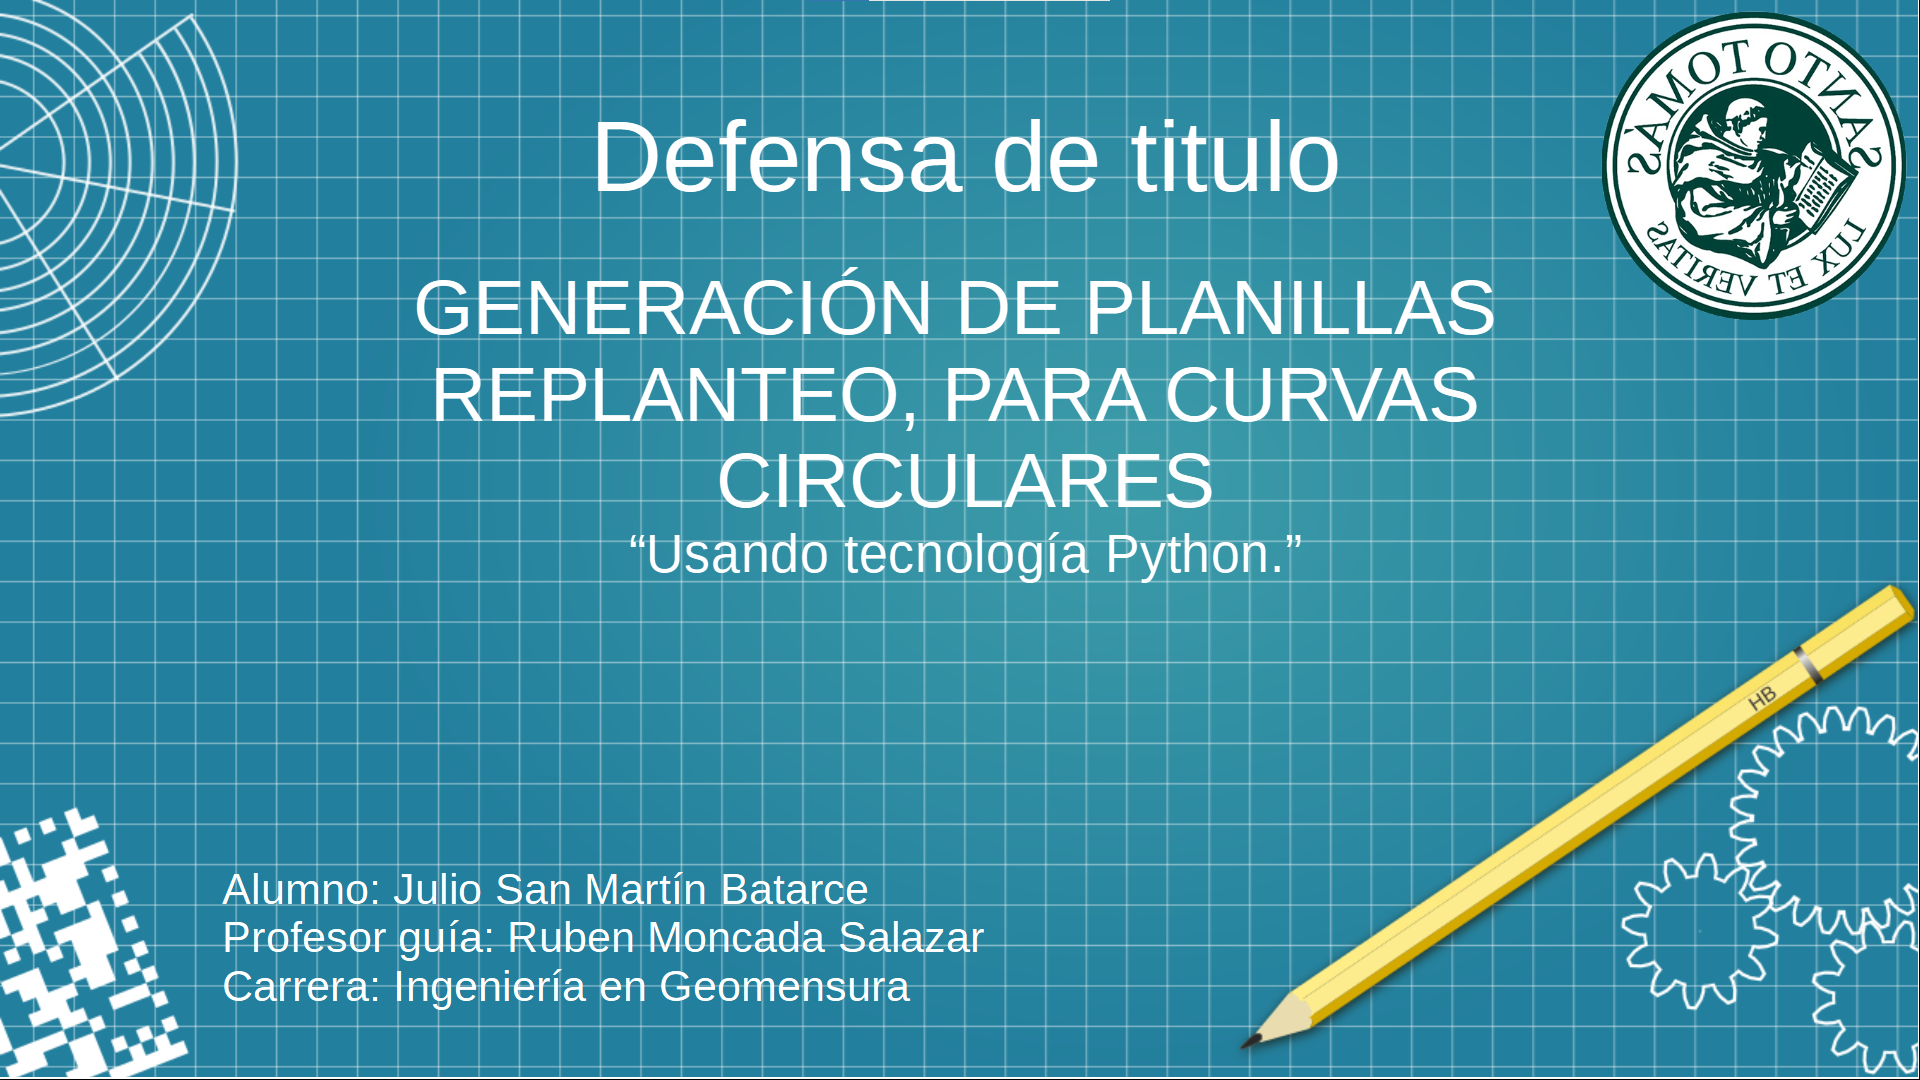 Defensa de titulo
SANTO TOMÁS
LUX ET VERITAS
GENERACIÓN DE PLANILLAS
REPLANTEO, PARA CURVAS
CIRCULARES
“Usando tecnología Python.”
HB
Alumno: Julio San Martín Batarce
Profesor guía: Ruben Moncada Salazar
Carrera: Ingeniería en Geomensura